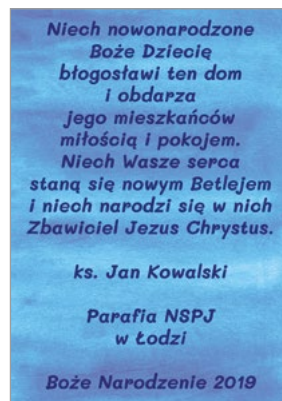 Niech nowonarodzone
Boże Dziecię
błogosławi ten dom
i obdarza
jego mieszkańców
miłością i pokojem.
Niech Wasze serca
staną się nowym Betlejem
i niech narodzi się w nich
Zbawiciel Jezus Chrystus.
ks. Jan Kowalski
Parafia NSPJ
w Łodzi
Boże Narodzenie 2019